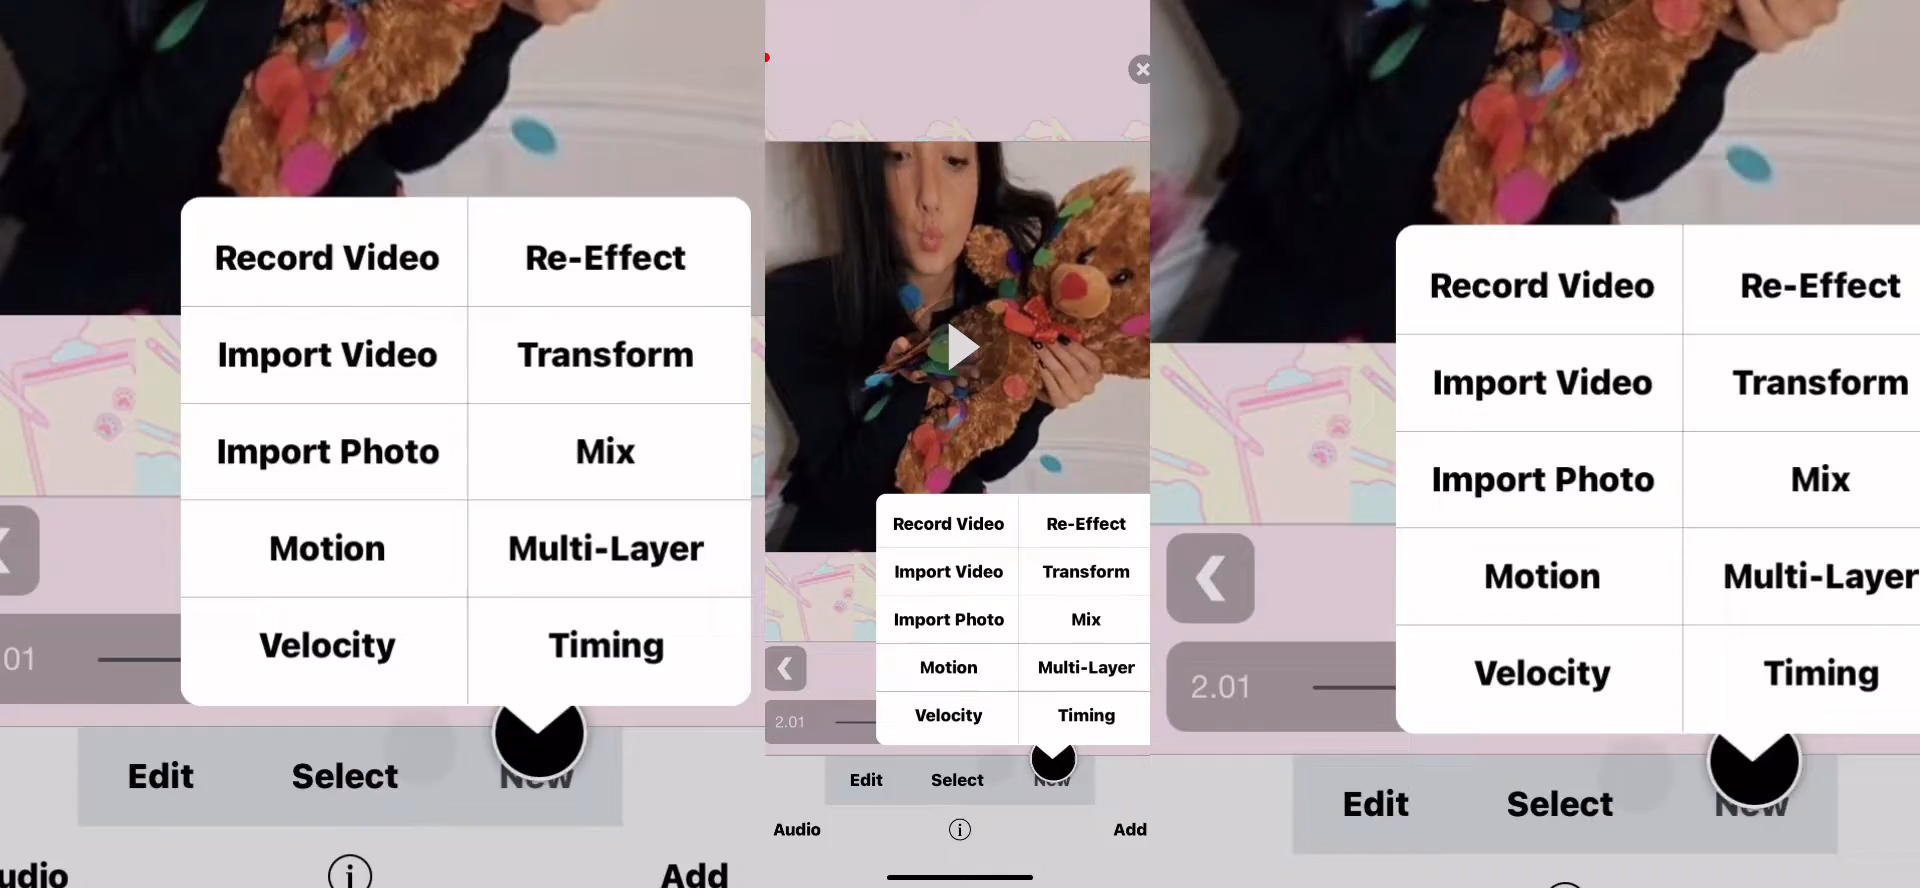 Record Video Re-Effect
Import Video Transform
Import Photo Mix
Motion Multi-Layer
Velocity Timing
01
Edit Select New
udio Add
Record Video Re-Effect
Import Video Transform
Import Photo Mix
Motion Multi-Layer
Velocity Timing
2.01
Edit Select New
Audio Add
Record Video Re-Effect
Import Video Transform
Import Photo Mix
Motion Multi-Layer
Velocity Timing
2.01
Edit Select New